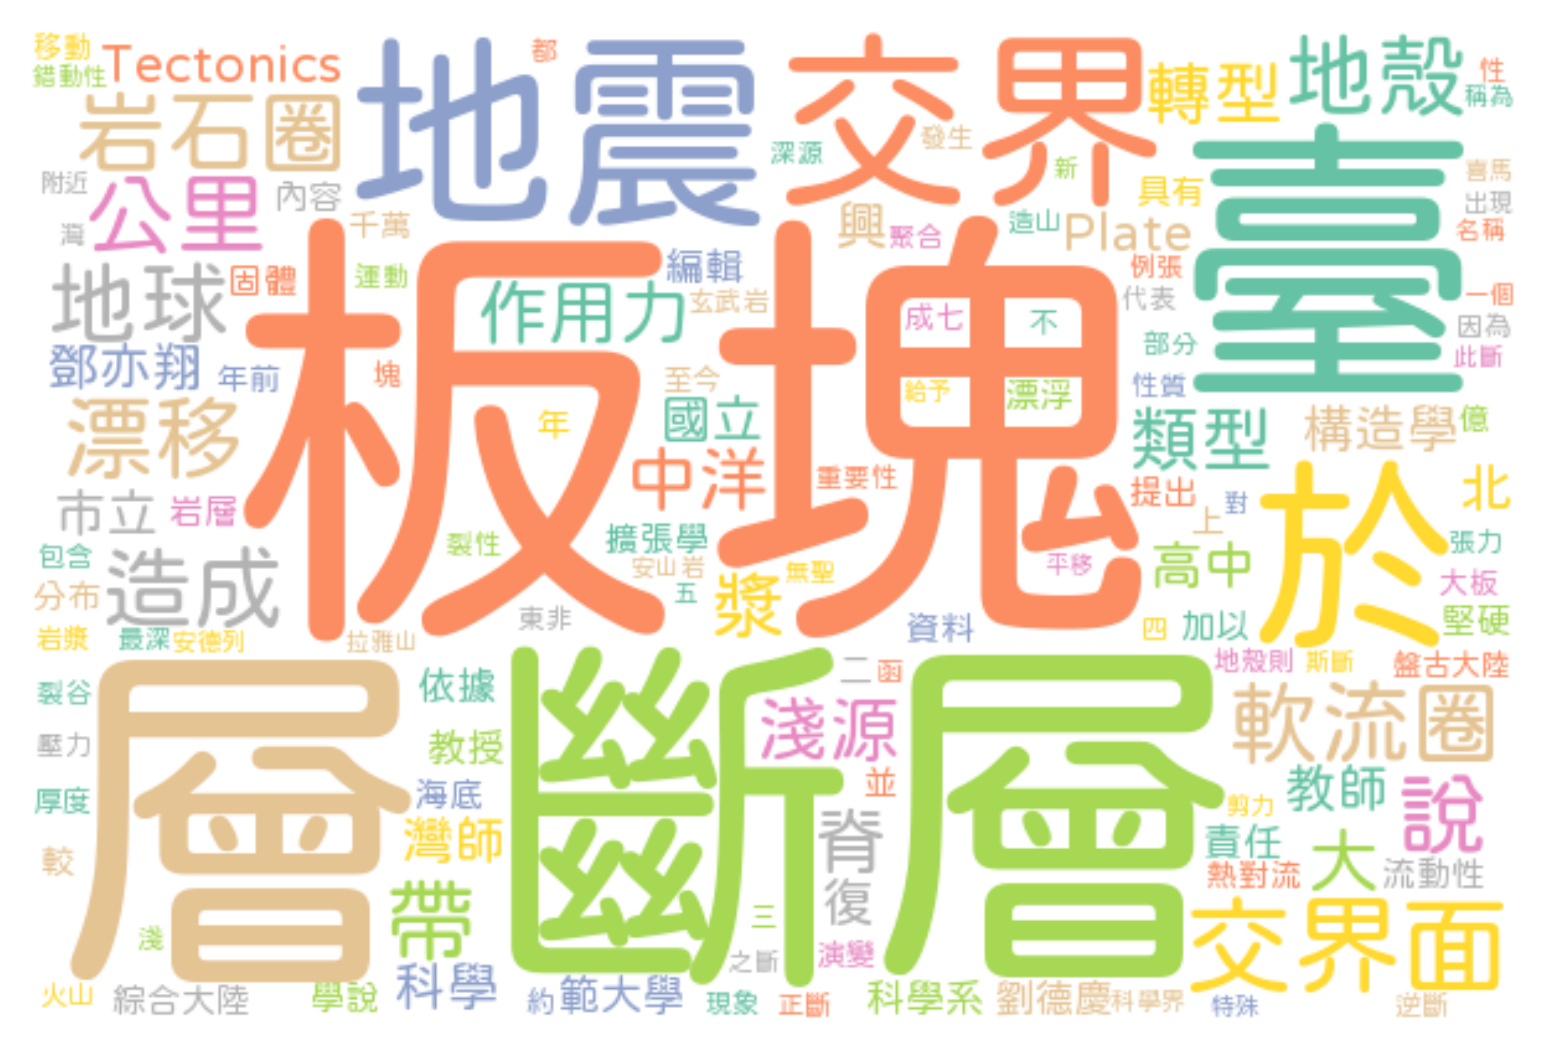 移動
錯動性
Tectonics
地震
都
交界
轉型
地殼
性
稱為
岩石圈
深源
發生
新
臺
喜馬
附近
公里
內容
具有
出現
灣
千萬
興
聚合
造山
Plate
名稱
地球
固體
運動
板塊
編輯
例張
作用力
玄武岩
成七
不
代表
一個
因為
鄧亦翔
年前
塊
部分
此斷
至今
給予
漂浮
性質
漂移
年
國立
類型
構造學
億
市立
岩層
中洋
重要性
提出
於
北
上
對
包含
造成
裂性
擴張學
安山岩
無聖
平移
高中
張力
分布
五
漿
大板
岩漿
最深
安德列
拉雅山
東非
資料
四
加以
堅硬
層
斷層
二
函
地殼則
斯斷
盤古大陸
裂谷
依據
淺源
軟流圈
壓力
教授
厚度
海底
並
剪力
教師
說
灣師
脊
責任
大
較
熱對流
流動性
帶
復
交界面
淺
三
之斷
演變
火山
綜合大陸
學說
科學
約
範大學
現象
正斷
科學系
劉德慶
科學界
特殊
逆斷